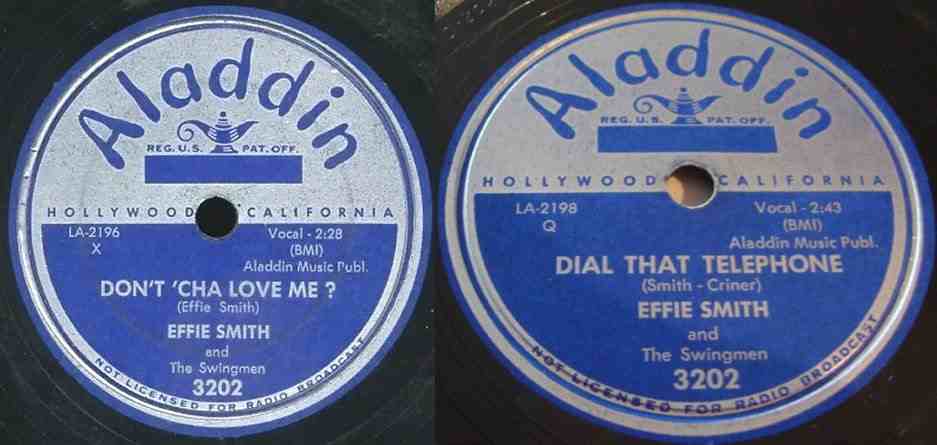 Aladdin
REG. U.S. PAT. OFF.
HOLLYWOOD CALIFORNIA
LA-2196 Vocal - 2:28
X (BMI)
Aladdin Music Publ.
DON'T 'CHA LOVE ME ?
(Effie Smith)
EFFIE SMITH
and
The Swingmen
3202
NOT LICENSED FOR RADIO BROADCAST
Aladdin
REG. U.S. PAT. OFF.
HOLLYWOOD CALIFORNIA
LA-2198 Vocal - 2:43
Q (BMI)
Aladdin Music Publ.
DIAL THAT TELEPHONE
(Smith - Criner)
EFFIE SMITH
and
The Swingmen
3202
NOT LICENSED FOR RADIO BROADCAST